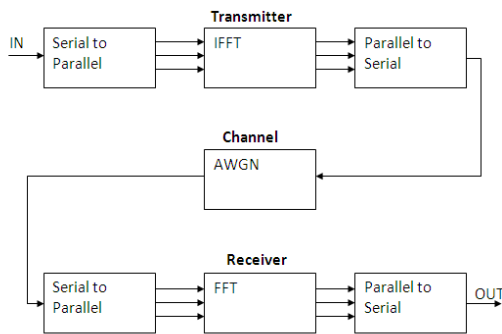 Transmitter
IN
Serial to
Parallel
IFFT
Parallel to
Serial
Channel
AWGN
Receiver
Serial to
Parallel
FFT
Parallel to
Serial
OUT